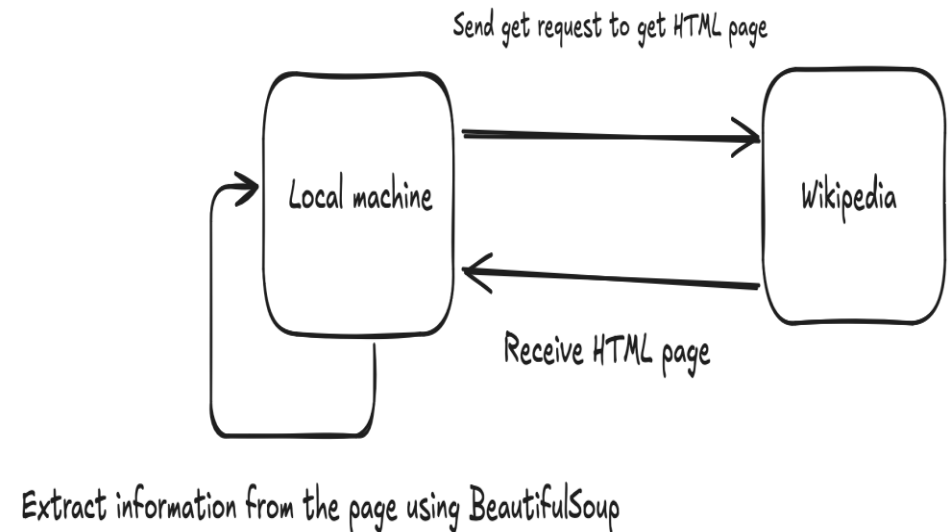 Send get request to get HTML page
Local machine
Wikipedia
Receive HTML page
Extract information from the page using BeautifulSoup